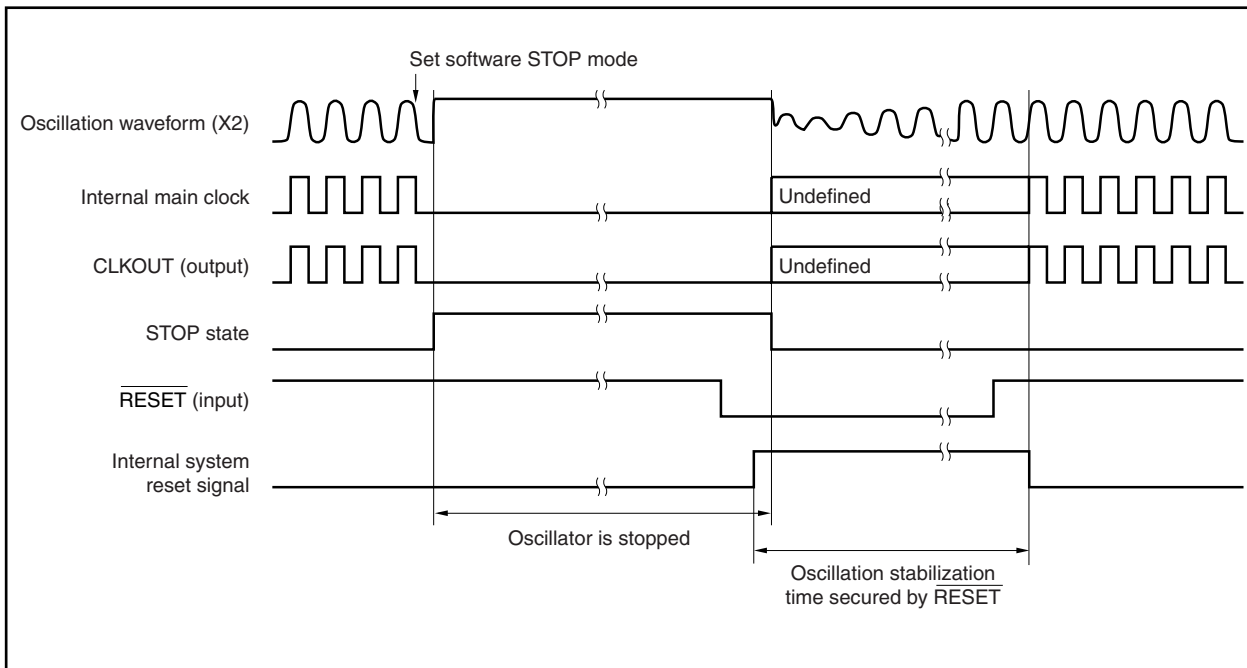 Set software STOP mode
Oscillation waveform (X2)
Internal main clock
Undefined
CLKOUT (output)
Undefined
STOP state
RESET (input)
Internal system
reset signal
Oscillator is stopped
Oscillation stabilization
time secured by RESET